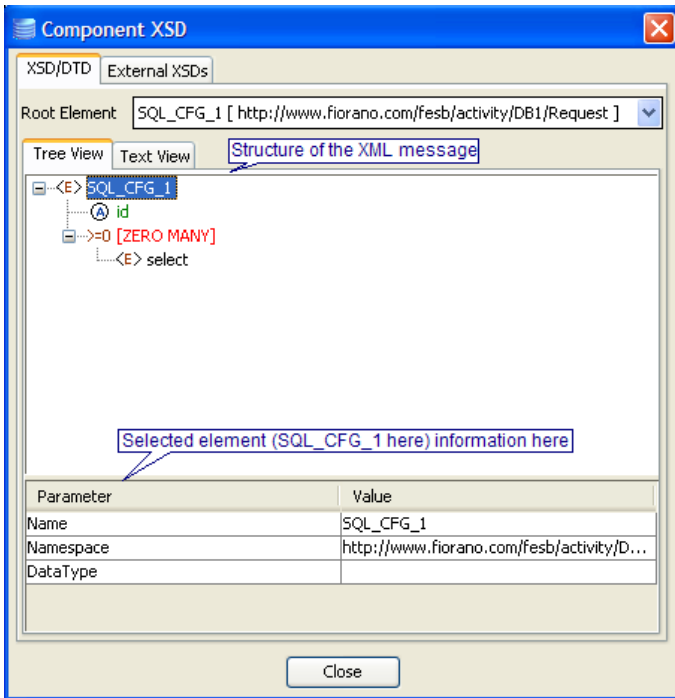 Component XSD
XSD/DTD External XSDs
Root Element SQL_CFG_1 [ http://www.fiorano.com/fesb/activity/DB1/Request ]
Tree View Text View Structure of the XML message
<E> SQL_CFG_1
A id
>=0 [ZERO MANY]
<E> select
Selected element (SQL_CFG_1 here) information here
Parameter Value
Name SQL_CFG_1
Namespace http://www.fiorano.com/fesb/activity/D...
DataType
Close